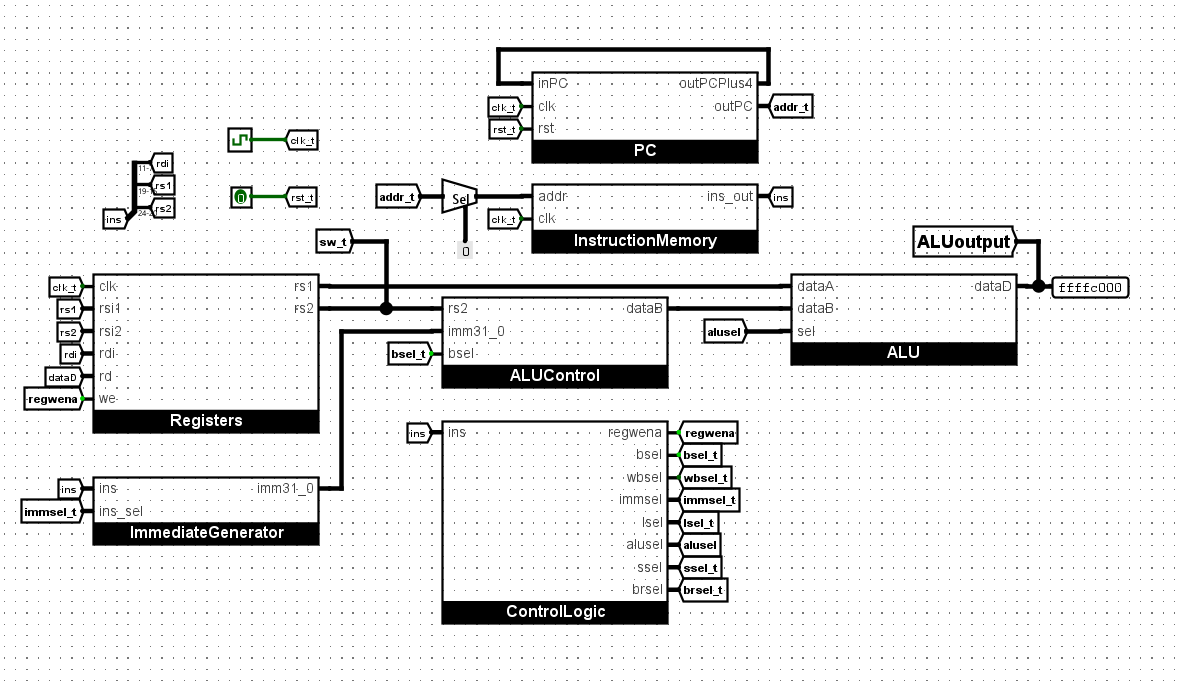 inPC outPCPlus4
clk_t clk outPC addr_t
rst_t rst
PC
clk_t
rst_t
rdi
11-7
rs1
19-1
rs2
24-2
ins
addr_t Sel addr ins_out ins
clk_t clk
0
InstructionMemory
sw_t
ALUoutput
clk_t clk rs1
rs1 rsi1 rs2
rs2 rsi2
rdi rdi
dataD rd
regwena we
Registers
rs2 dataB
imm31_0
bsel_t bsel
ALUControl
dataA dataD ffffc000
dataB
alusel sel
ALU
ins ins regwena regwena
bsel bsel_t
wbsel wbsel_t
immsel immsel_t
lsel lsel_t
alusel alusel
ssel ssel_t
brsel brsel_t
ControlLogic
ins ins imm31_0
immsel_t ins_sel
ImmediateGenerator